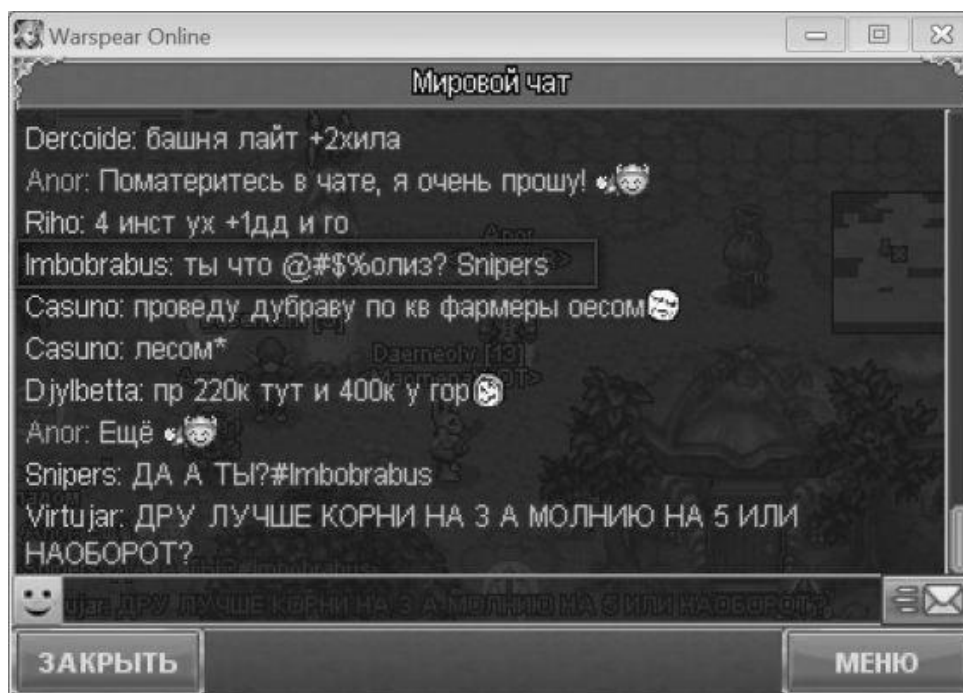 Warspear Online
Мировой чат
Dercoide: башня лайт +2хила
Anor: Поматеритесь в чате, я очень прошу!
Riho: 4 инст ух +1дд и го
Imbobrabus: ты что @#$%олиз? Snipers
Casuno: проведу дубраву по кв фармеры оесом
Casuno: лесом*
Djylbetta: пр 220к тут и 400к у гор
Anor: Ещё
Snipers: ДА А ТЫ?#Imbobrabus
Virtujar: ДРУ ЛУЧШЕ КОРНИ НА 3 А МОЛНИЮ НА 5 ИЛИ
НАОБОРОТ?
ЗАКРЫТЬ
МЕНЮ